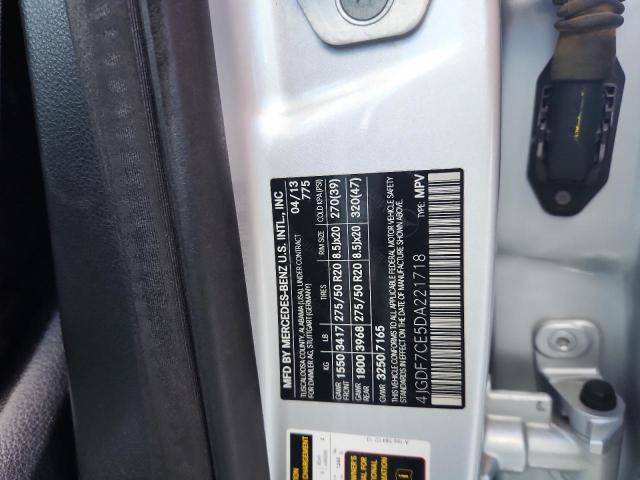 MFD BY MERCEDES-BENZ U.S. INTL., INC
TUSCALOOSA COUNTY, ALABAMA (USA), UNDER CONTRACT 04/13
FOR DAIMLER AG, STUTTGART (GERMANY) 775
KG LB RIM SIZE COLD KPA(PSI)
GAWR FRONT 1550 3417 275/50 R20 8.5Jx20 270(39)
GAWR REAR 1800 3968 275/50 R20 8.5Jx20 320(47)
GVWR 3250 7165
THIS VEHICLE CONFORMS TO ALL APPLICABLE FEDERAL MOTOR VEHICLE SAFETY
STANDARDS IN EFFECT ON THE DATE OF MANUFACTURE SHOWN ABOVE.
4JGDF7CE5DA221718 TYPE: MPV